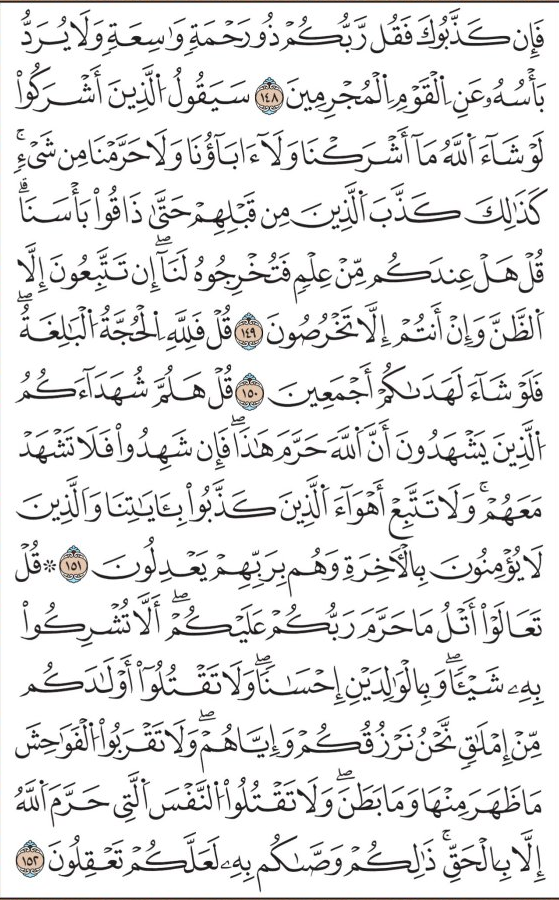 فَإِن كَذَّبُوكَ فَقُل رَّبُّكُمْ ذُو رَحْمَةٍ وَٰسِعَةٍ وَلَا يُرَدُّ
بَأْسُهُۥ عَنِ ٱلْقَوْمِ ٱلْمُجْرِمِينَ ١٤٨ سَيَقُولُ ٱلَّذِينَ أَشْرَكُوا۟
لَوْ شَآءَ ٱللَّهُ مَآ أَشْرَكْنَا وَلَآ ءَابَآؤُنَا وَلَا حَرَّمْنَا مِن شَىْءٍۚ
كَذَٰلِكَ كَذَّبَ ٱلَّذِينَ مِن قَبْلِهِمْ حَتَّىٰ ذَاقُوا۟ بَأْسَنَاۗ
قُلْ هَلْ عِندَكُم مِّنْ عِلْمٍ فَتُخْرِجُوهُ لَنَآۖ إِن تَتَّبِعُونَ إِلَّا
ٱلظَّنَّ وَإِنْ أَنتُمْ إِلَّا تَخْرُصُونَ ١٤٩ قُلْ فَلِلَّهِ ٱلْحُجَّةُ ٱلْبَٰلِغَةُۖ
فَلَوْ شَآءَ لَهَدَىٰكُمْ أَجْمَعِينَ ١٥٠ قُلْ هَلُمَّ شُهَدَآءَكُمُ
ٱلَّذِينَ يَشْهَدُونَ أَنَّ ٱللَّهَ حَرَّمَ هَٰذَاۖ فَإِن شَهِدُوا۟ فَلَا تَشْهَدْ
مَعَهُمْۚ وَلَا تَتَّبِعْ أَهْوَآءَ ٱلَّذِينَ كَذَّبُوا۟ بِـَٔايَٰتِنَا وَٱلَّذِينَ
لَا يُؤْمِنُونَ بِٱلْـَٔاخِرَةِ وَهُم بِرَبِّهِمْ يَعْدِلُونَ ١٥١ ۞ قُلْ
تَعَالَوْا۟ أَتْلُ مَا حَرَّمَ رَبُّكُمْ عَلَيْكُمْۖ أَلَّا تُشْرِكُوا۟
بِهِۦ شَيْـًٔاۖ وَبِٱلْوَٰلِدَيْنِ إِحْسَٰنًاۖ وَلَا تَقْتُلُوٓا۟ أَوْلَٰدَكُم
مِّنْ إِمْلَٰقٍ نَّحْنُ نَرْزُقُكُمْ وَإِيَّاهُمْۖ وَلَا تَقْرَبُوا۟ ٱلْفَوَٰحِشَ
مَا ظَهَرَ مِنْهَا وَمَا بَطَنَۖ وَلَا تَقْتُلُوا۟ ٱلنَّفْسَ ٱلَّتِى حَرَّمَ ٱللَّهُ
إِلَّا بِٱلْحَقِّۚ ذَٰلِكُمْ وَصَّىٰكُم بِهِۦ لَعَلَّكُمْ تَعْقِلُونَ ١٥٢